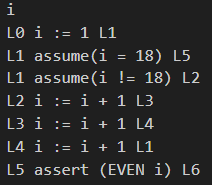 i
L0 i := 1 L1
L1 assume(i = 18) L5
L1 assume(i != 18) L2
L2 i := i + 1 L3
L3 i := i + 1 L4
L4 i := i + 1 L1
L5 assert (EVEN i) L6